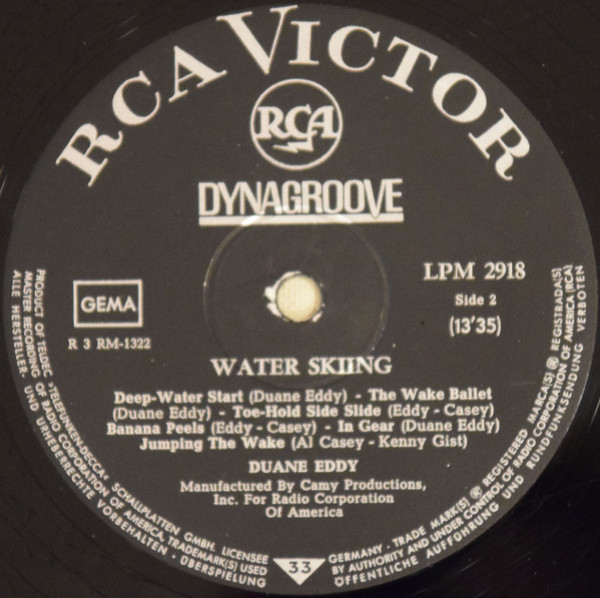 RCA VICTOR
RCA
DYNAGROOVE
GEMA
R 3 RM-1322
LPM 2918
Side 2
(13'35)
WATER SKIING
Deep-Water Start (Duane Eddy) - The Wake Ballet
(Duane Eddy) - Toe-Hold Side Slide (Eddy - Casey)
Banana Peels (Eddy - Casey) - In Gear (Duane Eddy)
Jumping The Wake (Al Casey - Kenny Gist)
DUANE EDDY
Manufactured By Camy Productions,
Inc. For Radio Corporation
Of America
PRODUCT OF TELDEC »TELEFUNKEN-DECCA« SCHALLPLATTEN GMBH. LICENSEE
MASTER RECORDING OF RADIO CORPORATION OF AMERICA, TRADEMARK(S) USED
ALLE HERSTELLER- UND URHEBERRECHTE VORBEHALTEN · ÜBERSPIELUNG
33
GERMANY · TRADE MARK(S) ® REGISTERED MARCA(S) ® REGISTRADA(S)
BY AUTHORITY AND UNDER CONTROL OF RADIO CORPORATION OF AMERICA (RCA)
ÖFFENTLICHE AUFFÜHRUNG UND RUNDFUNKSENDUNG VERBOTEN